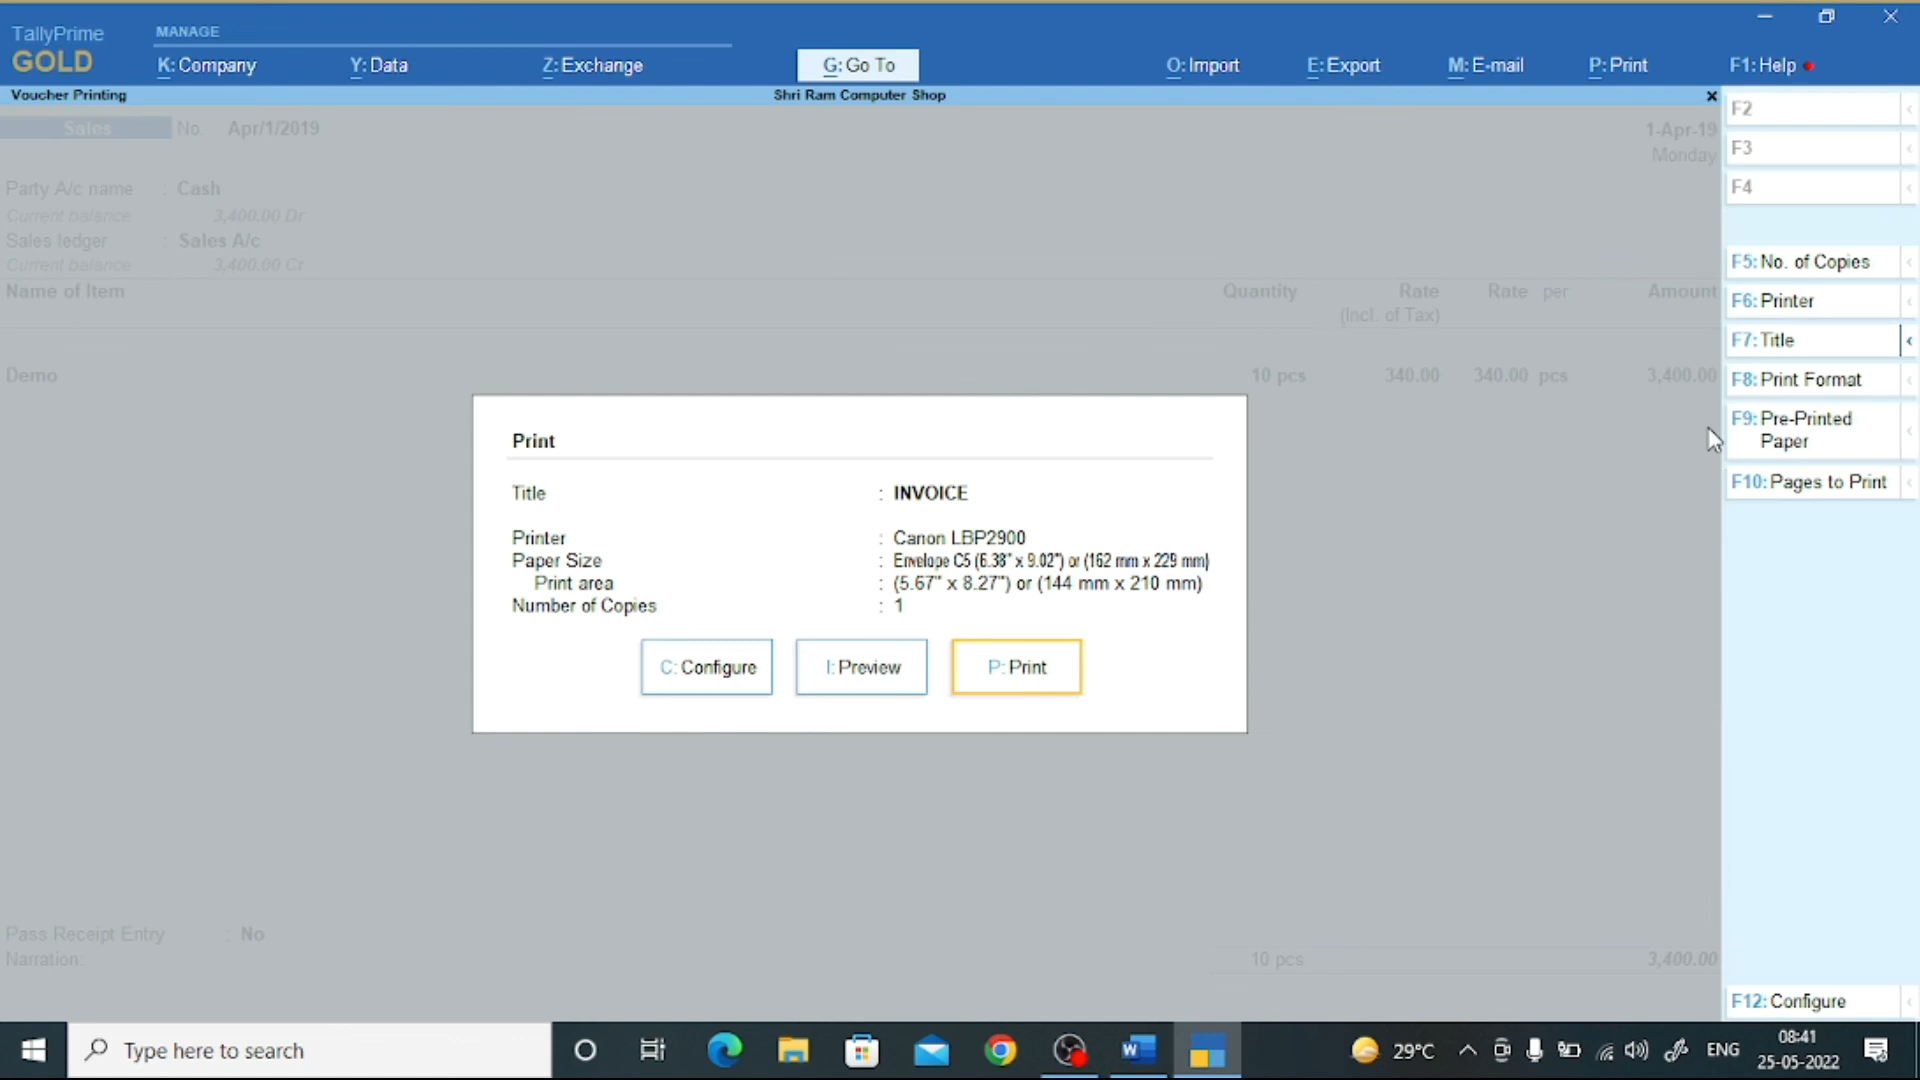 TallyPrime
GOLD
MANAGE
K: Company
Y: Data
Z: Exchange
G: Go To
O: Import
E: Export
M: E-mail
P: Print
F1: Help
Voucher Printing
Shri Ram Computer Shop
Sales No. Apr/1/2019
1-Apr-19
Monday
Party A/c name : Cash
Current balance 3,400.00 Dr
Sales ledger : Sales A/c
Current balance 3,400.00 Cr
Name of Item Quantity Rate Rate per Amount
(Incl. of Tax)
Demo 10 pcs 340.00 340.00 pcs 3,400.00
Print
Title : INVOICE
Printer : Canon LBP2900
Paper Size : Envelope C5 (6.38" x 9.02") or (162 mm x 229 mm)
Print area : (5.67" x 8.27") or (144 mm x 210 mm)
Number of Copies : 1
C: Configure
I: Preview
P: Print
Pass Receipt Entry : No
Narration:
10 pcs 3,400.00
F2
F3
F4
F5: No. of Copies
F6: Printer
F7: Title
F8: Print Format
F9: Pre-Printed
Paper
F10: Pages to Print
F12: Configure
Type here to search
29°C
ENG
08:41
25-05-2022